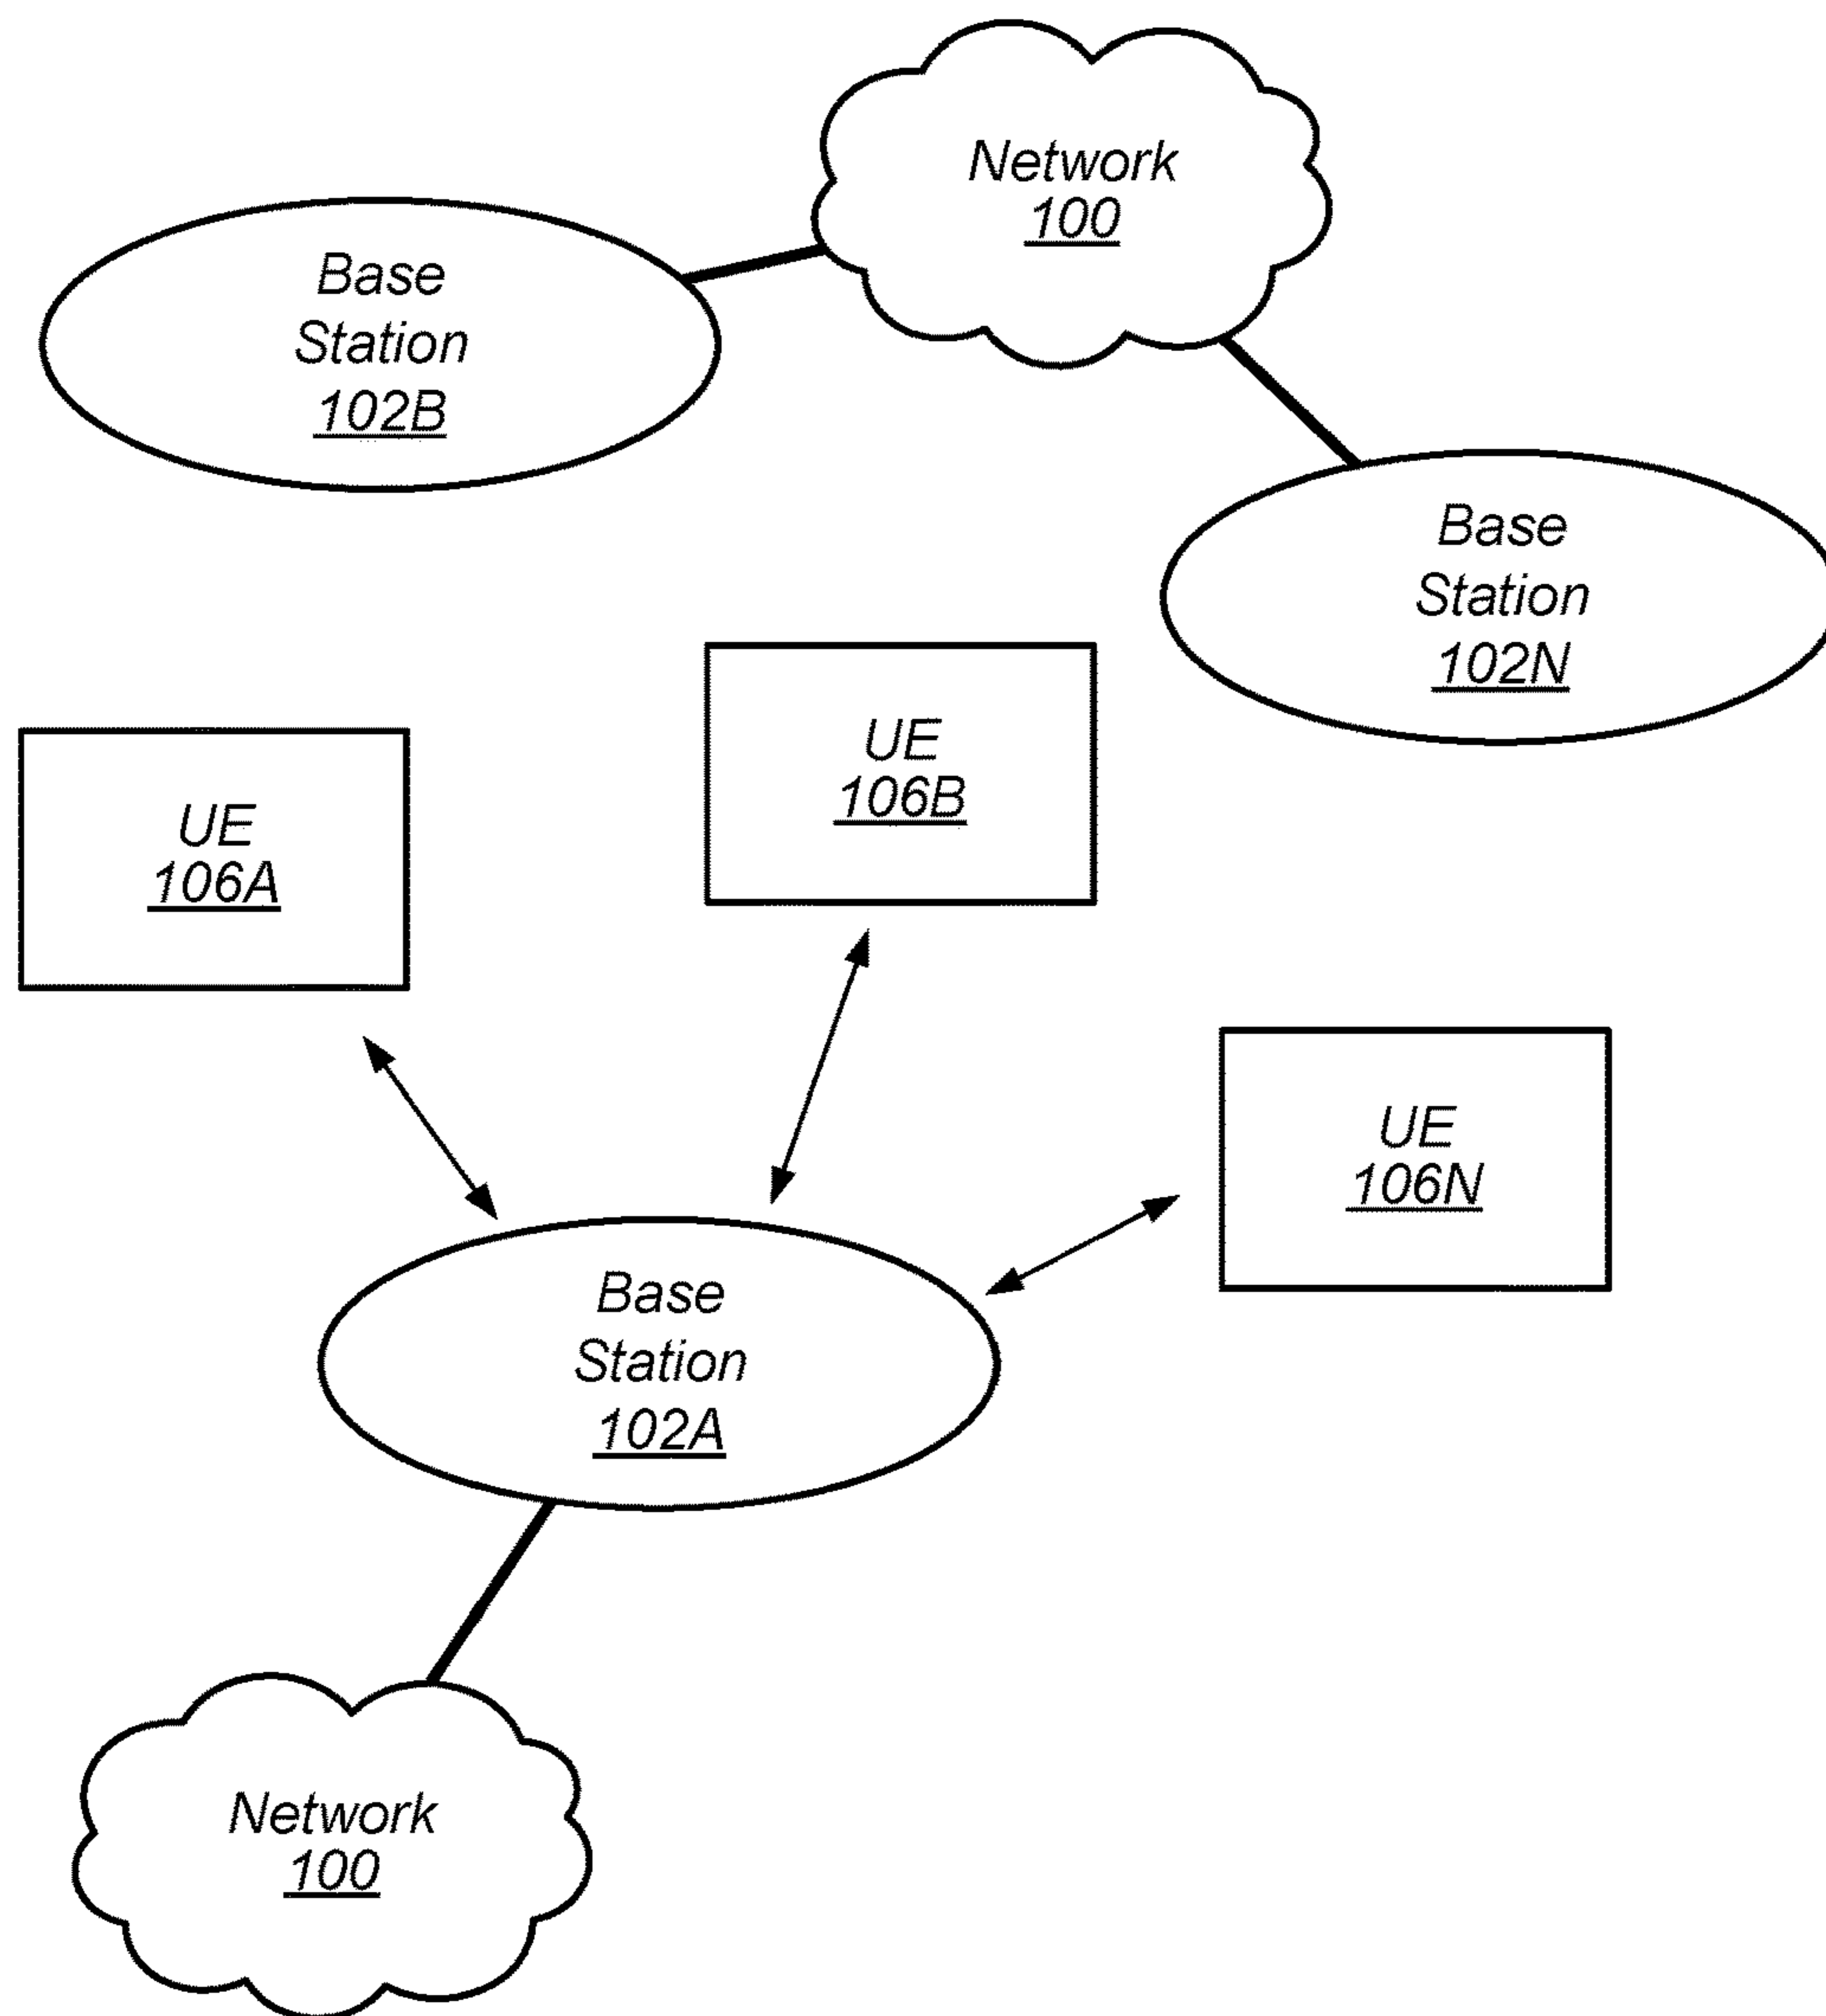 Network
100
Base
Station
102B
Base
Station
102N
UE
106B
UE
106A
UE
106N
Base
Station
102A
Network
100